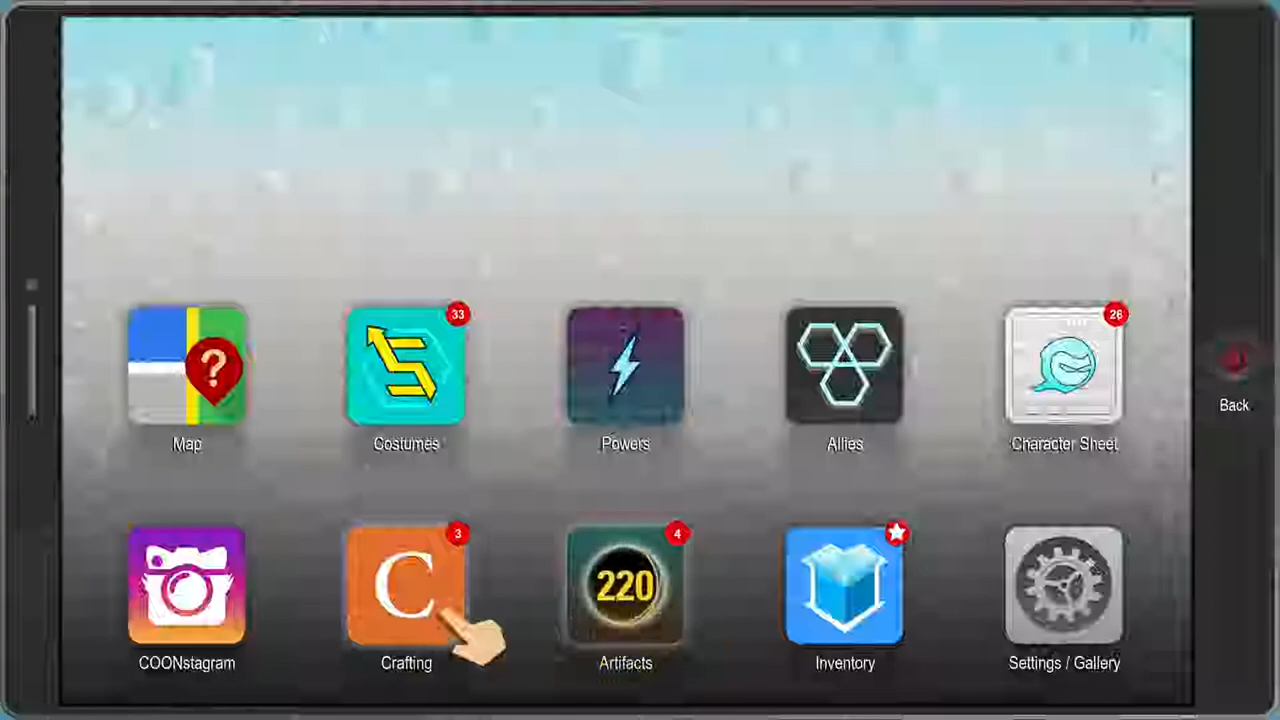 33
26
?
Map
Costumes
Powers
Allies
Character Sheet
Back
3
4
C
220
COONstagram
Crafting
Artifacts
Inventory
Settings / Gallery